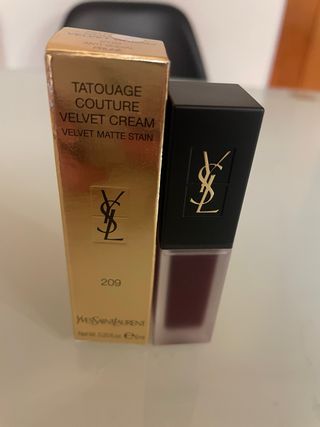 TATOUAGE
COUTURE
VELVET CREAM
VELVET MATTE STAIN
YSL
209
YVESSAINTLAURENT
YSL